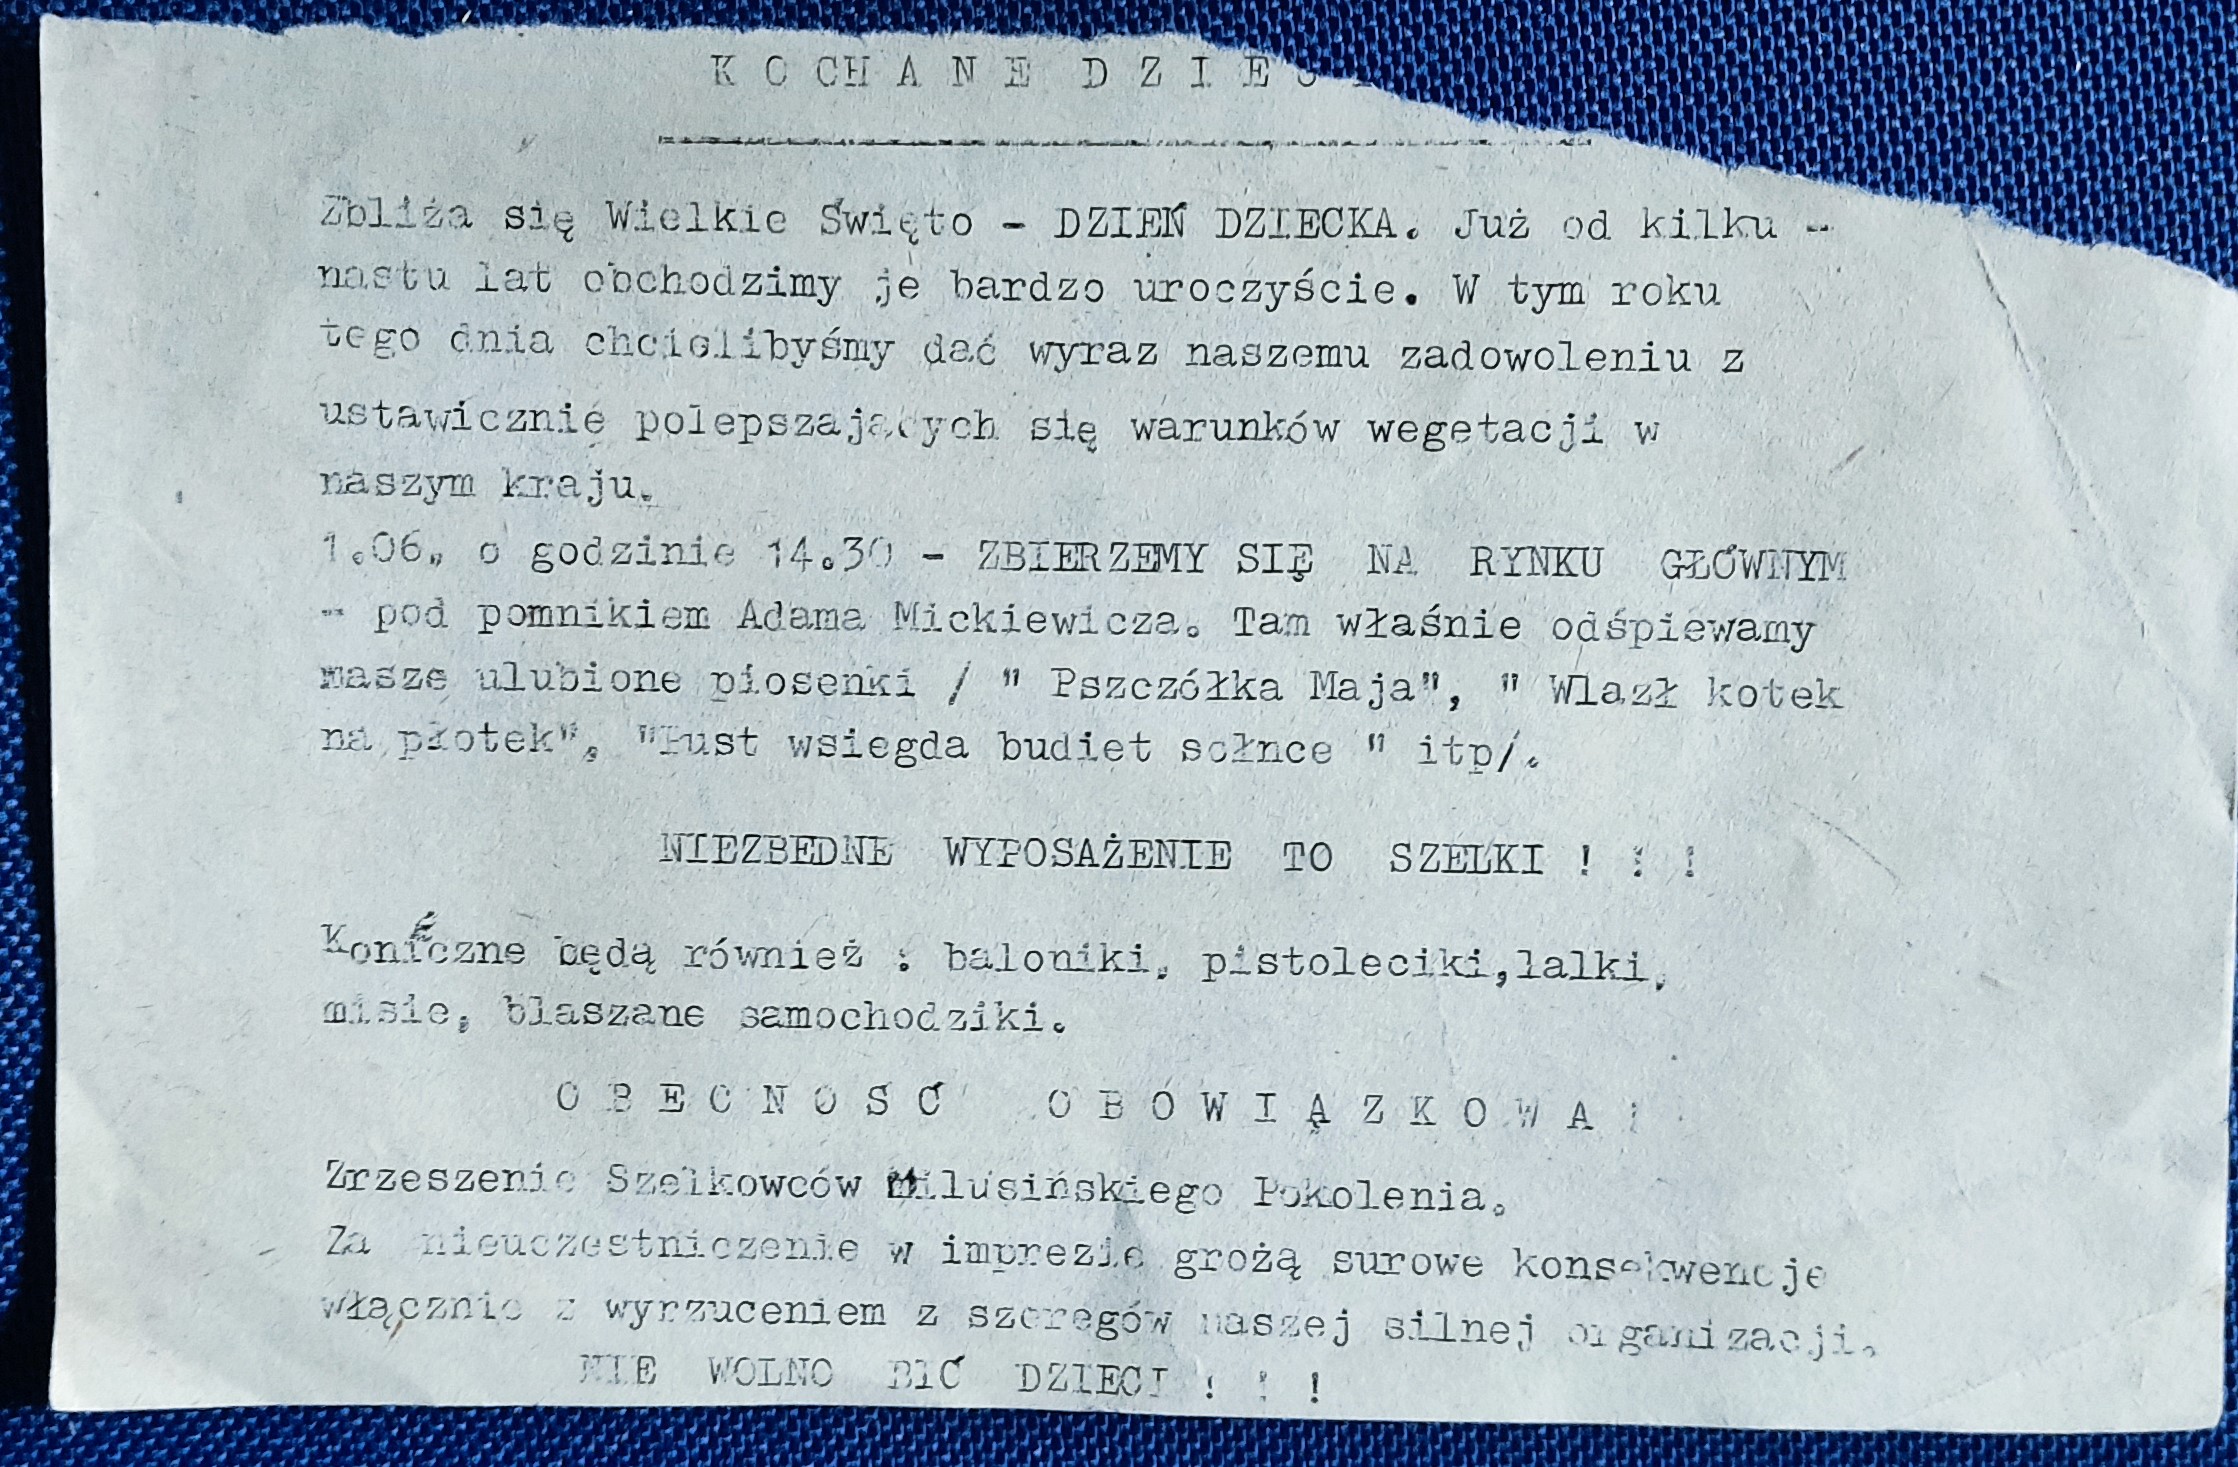 KOCHANE DZIEC
Zbliża się Wielkie Święto - DZIEŃ DZIECKA. Już od kilku -
nastu lat obchodzimy je bardzo uroczyście. W tym roku
tego dnia chcielibyśmy dać wyraz naszemu zadowoleniu z
ustawicznie polepszających się warunków wegetacji w
naszym kraju.
1.06. o godzinie 14.30 - ZBIERZEMY SIĘ NA RYNKU GŁÓWNYM
- pod pomnikiem Adama Mickiewicza. Tam właśnie odśpiewamy
nasze ulubione piosenki / " Pszczółka Maja", " Wlazł kotek
na płotek", "Pust wsiegda budiet sołnce " itp/.
NIEZBEDNE WYPOSAŻENIE TO SZELKI ! ! !
Konieczne będą również : baloniki, pistoleciki,lalki,
misie, blaszane samochodziki.
OBECNOŚĆ OBOWIĄZKOWA !
Zrzeszenie Szelkowców Milusińskiego Pokolenia.
Za nieuczestniczenie w imprezie grożą surowe konsekwencje
włącznie z wyrzuceniem z szeregów naszej silnej organizacji.
NIE WOLNO BIĆ DZIECI ! ! !